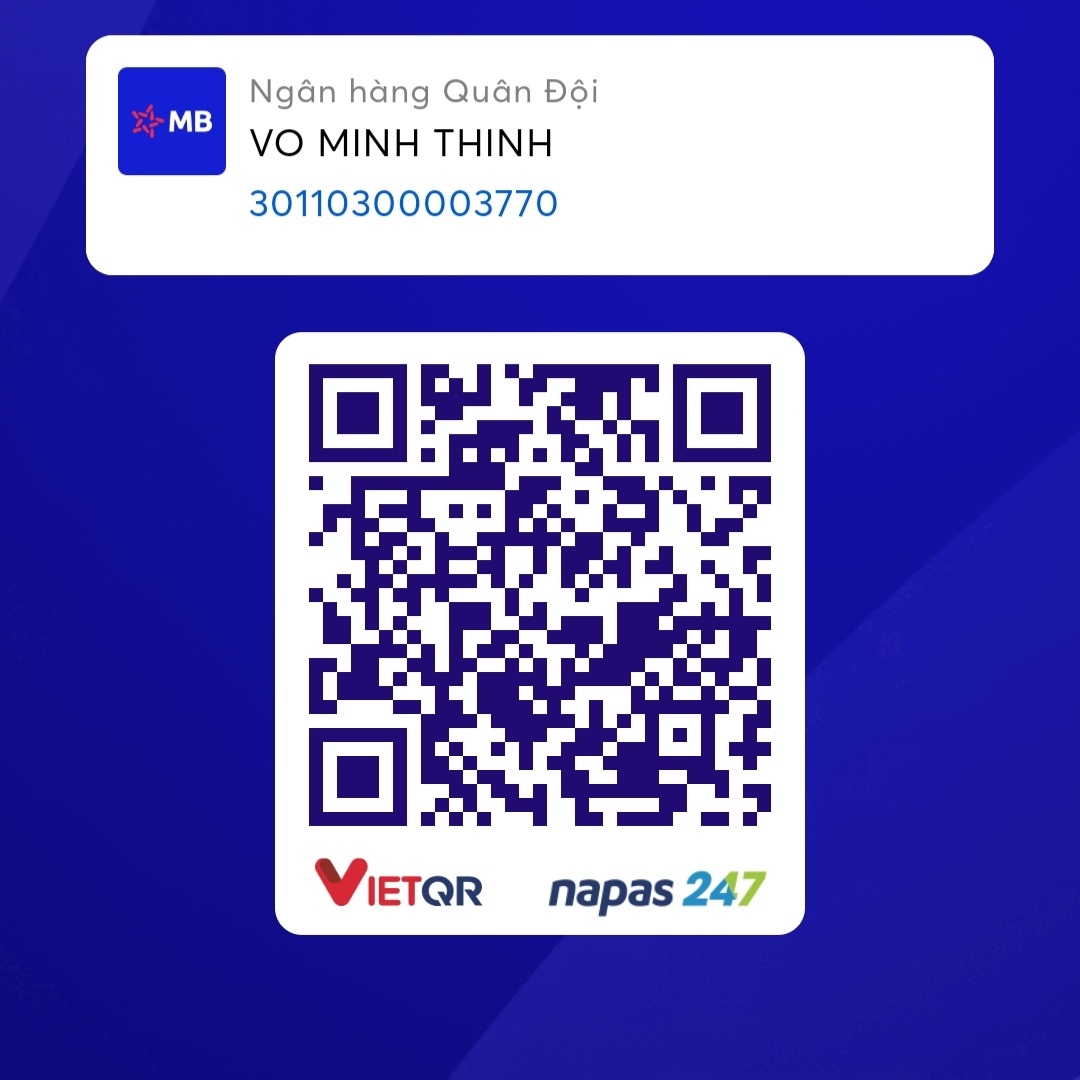 MB
Ngân hàng Quân Đội
VO MINH THINH
30110300003770
VIETQR
napas 247